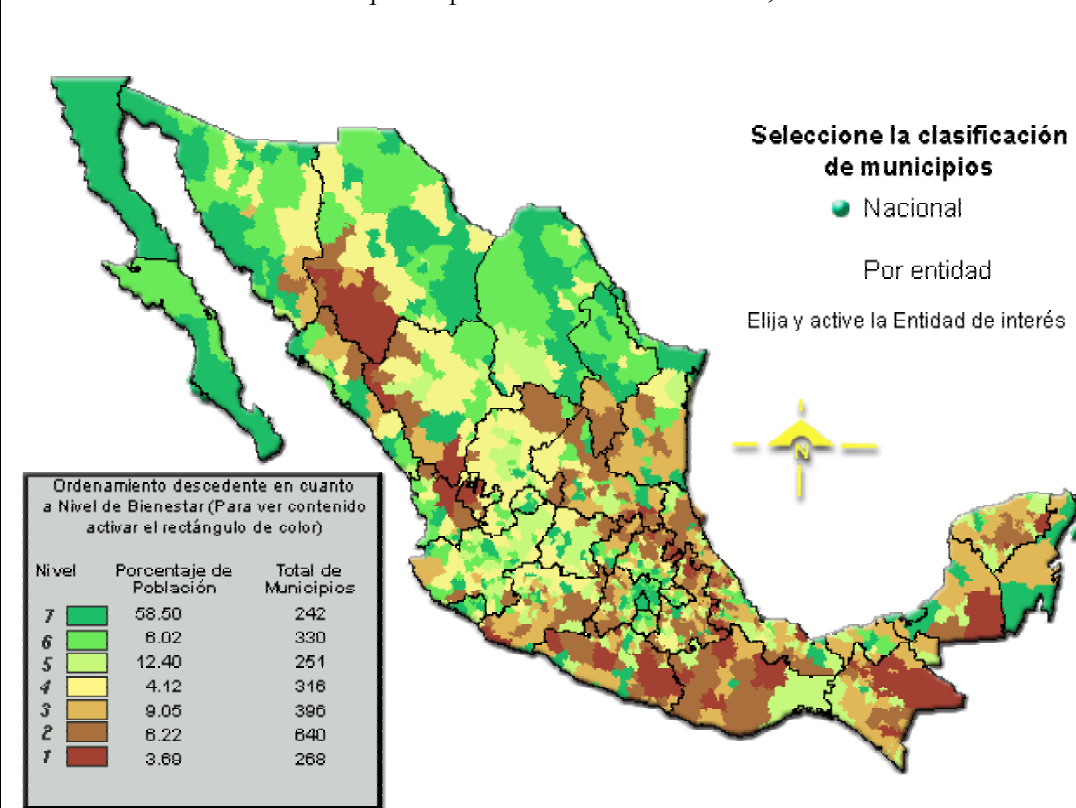 Seleccione la clasificación
de municipios
Nacional
Por entidad
Elija y active la Entidad de interés
N
Ordenamiento descedente en cuanto
a Nivel de Bienestar (Para ver contenido
activar el rectángulo de color)
Nivel Porcentaje de Población Total de Municipios
7 58.50 242
6 6.02 330
5 12.40 251
4 4.12 316
3 9.05 396
2 6.22 640
1 3.69 268